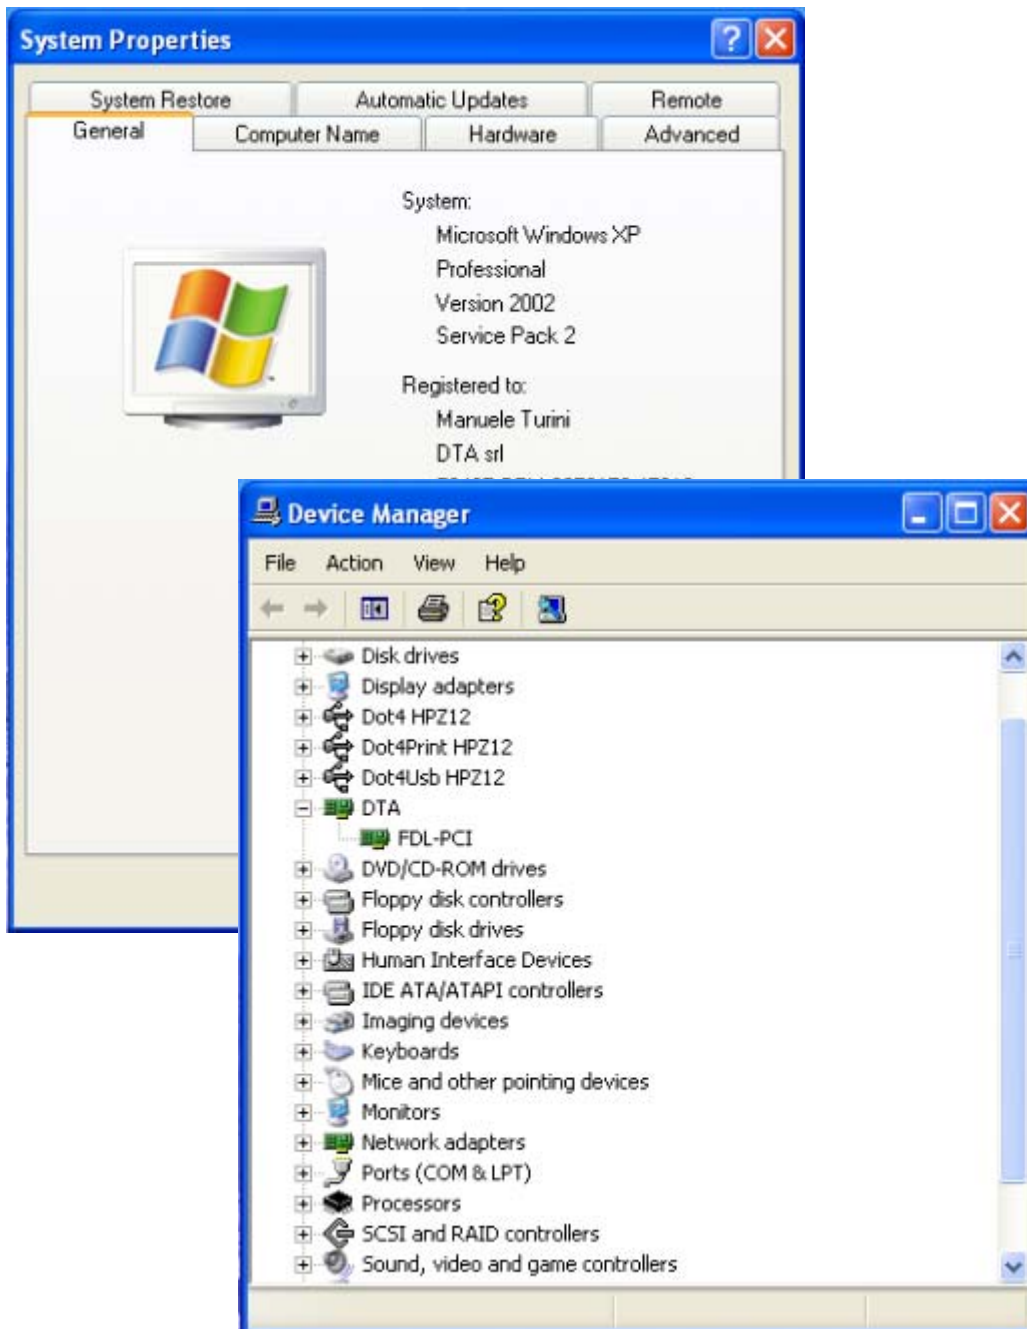 System Properties
System Restore Automatic Updates Remote
General Computer Name Hardware Advanced
System:
Microsoft Windows XP
Professional
Version 2002
Service Pack 2
Registered to:
Manuele Turini
DTA srl
Device Manager
File Action View Help
Disk drives
Display adapters
Dot4 HPZ12
Dot4Print HPZ12
Dot4Usb HPZ12
DTA
FDL-PCI
DVD/CD-ROM drives
Floppy disk controllers
Floppy disk drives
Human Interface Devices
IDE ATA/ATAPI controllers
Imaging devices
Keyboards
Mice and other pointing devices
Monitors
Network adapters
Ports (COM & LPT)
Processors
SCSI and RAID controllers
Sound, video and game controllers